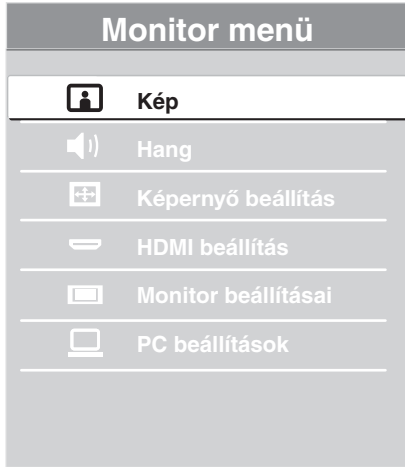 Monitor menü
Kép
Hang
Képernyő beállítás
HDMI beállítás
Monitor beállításai
PC beállítások